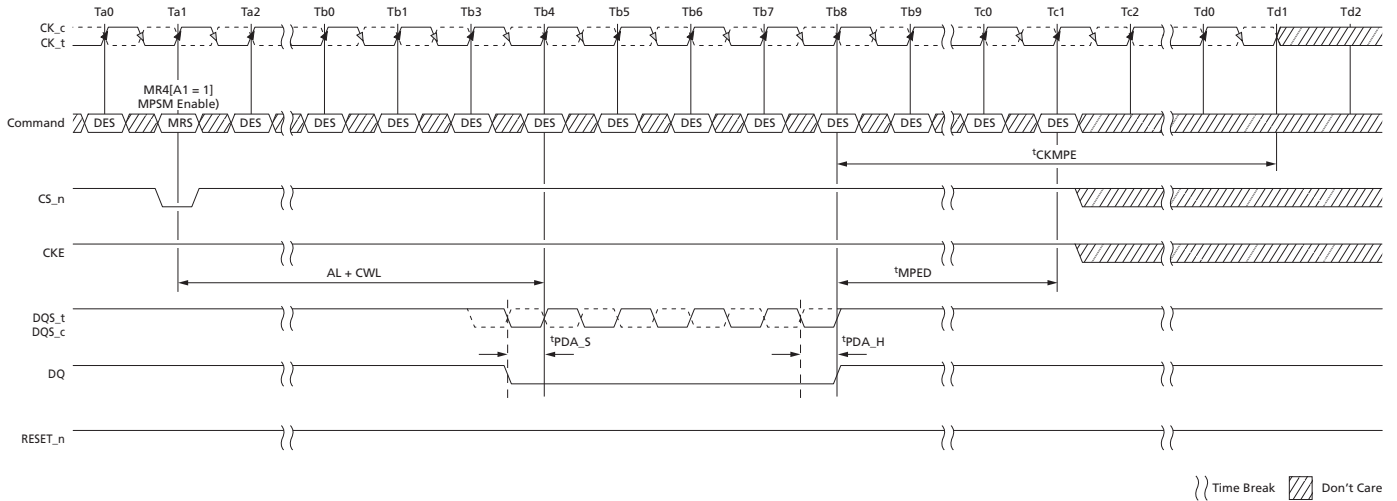 Ta0 Ta1 Ta2 Tb0 Tb1 Tb3 Tb4 Tb5 Tb6 Tb7 Tb8 Tb9 Tc0 Tc1 Tc2 Td0 Td1 Td2
CK_c
CK_t
MR4[A1 = 1]
MPSM Enable)
Command DES MRS DES DES DES DES DES DES DES DES DES DES DES DES
tCKMPE
CS_n
CKE
AL + CWL tMPED
DQS_t
DQS_c
tPDA_S tPDA_H
DQ
RESET_n
Time Break Don't Care